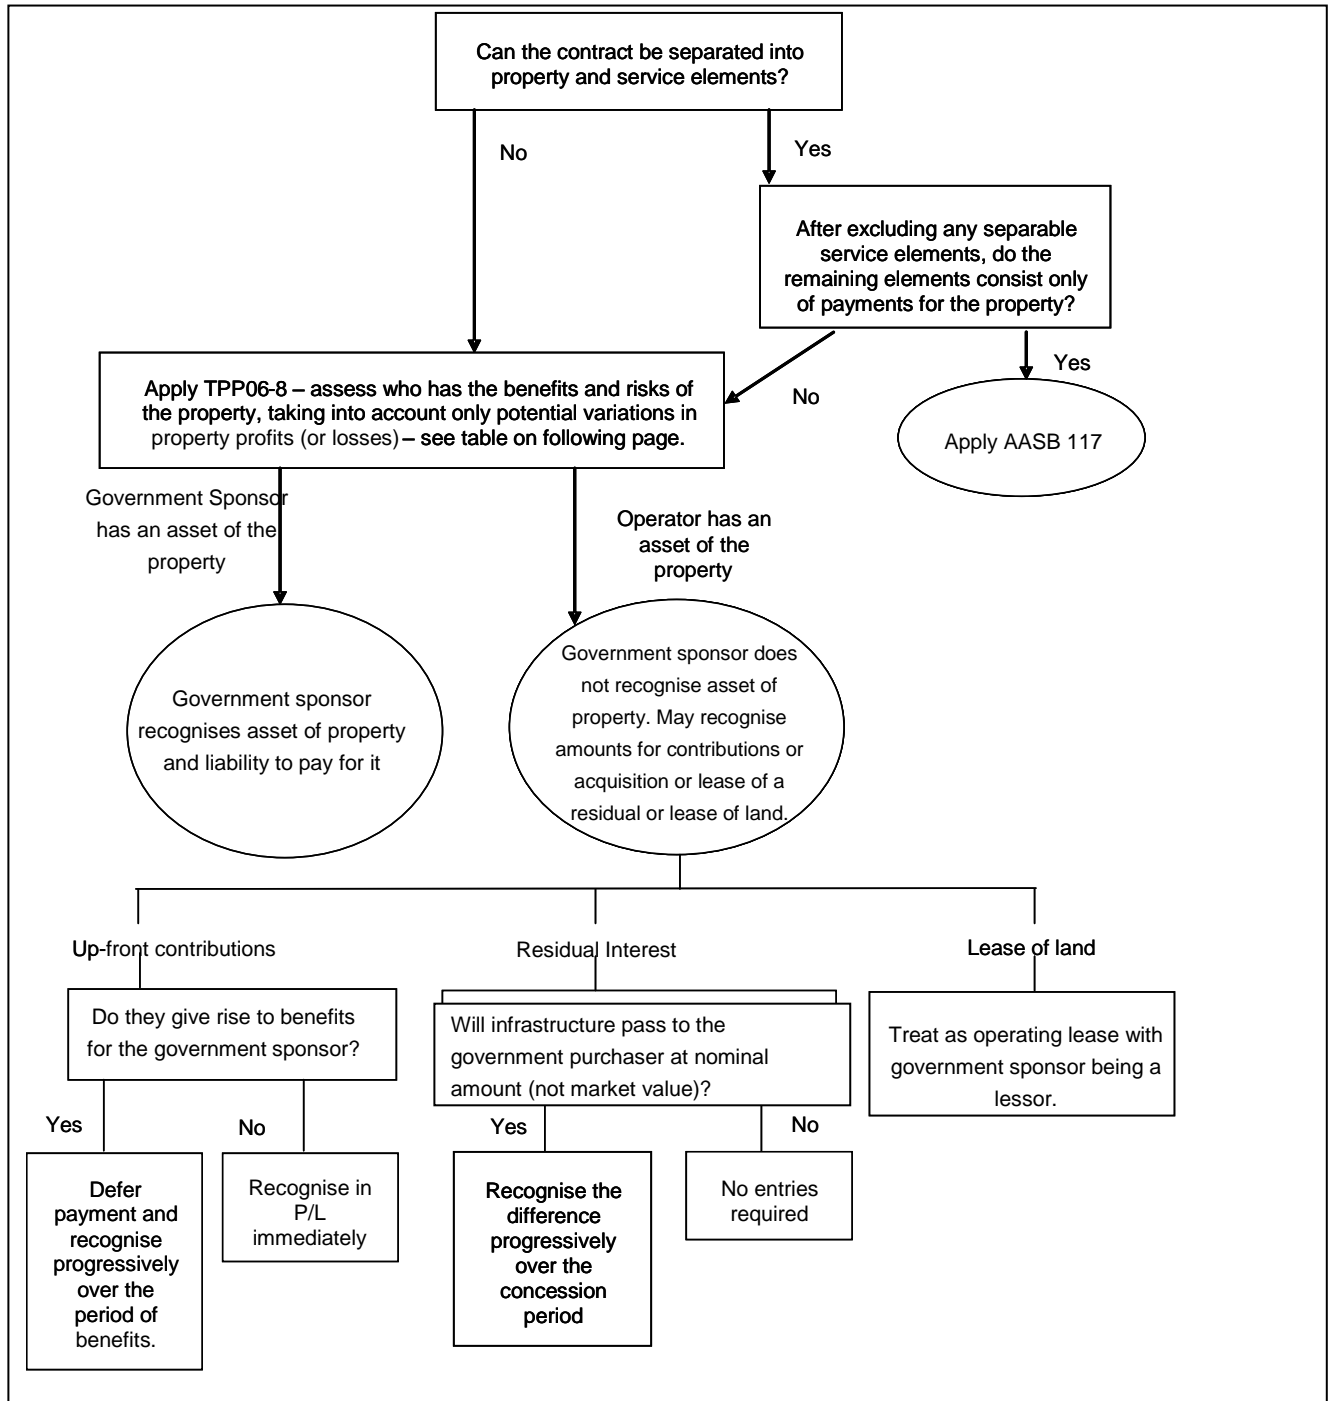 Can the contract be separated into
property and service elements?
No
Yes
After excluding any separable
service elements, do the
remaining elements consist only
of payments for the property?
Yes
No
Apply TPP06-8 – assess who has the benefits and risks of
the property, taking into account only potential variations in
property profits (or losses) – see table on following page.
Apply AASB 117
Government Sponsor
has an asset of the
property
Operator has an
asset of the
property
Government sponsor
recognises asset of property
and liability to pay for it
Government sponsor does
not recognise asset of
property. May recognise
amounts for contributions or
acquisition or lease of a
residual or lease of land.
Up-front contributions
Residual Interest
Lease of land
Do they give rise to benefits
for the government sponsor?
Will infrastructure pass to the
government purchaser at nominal
amount (not market value)?
Treat as operating lease with
government sponsor being a
lessor.
Yes
No
Yes
No
Defer
payment and
recognise
progressively
over the
period of
benefits.
Recognise in
P/L
immediately
Recognise the
difference
progressively
over the
concession
period
No entries
required